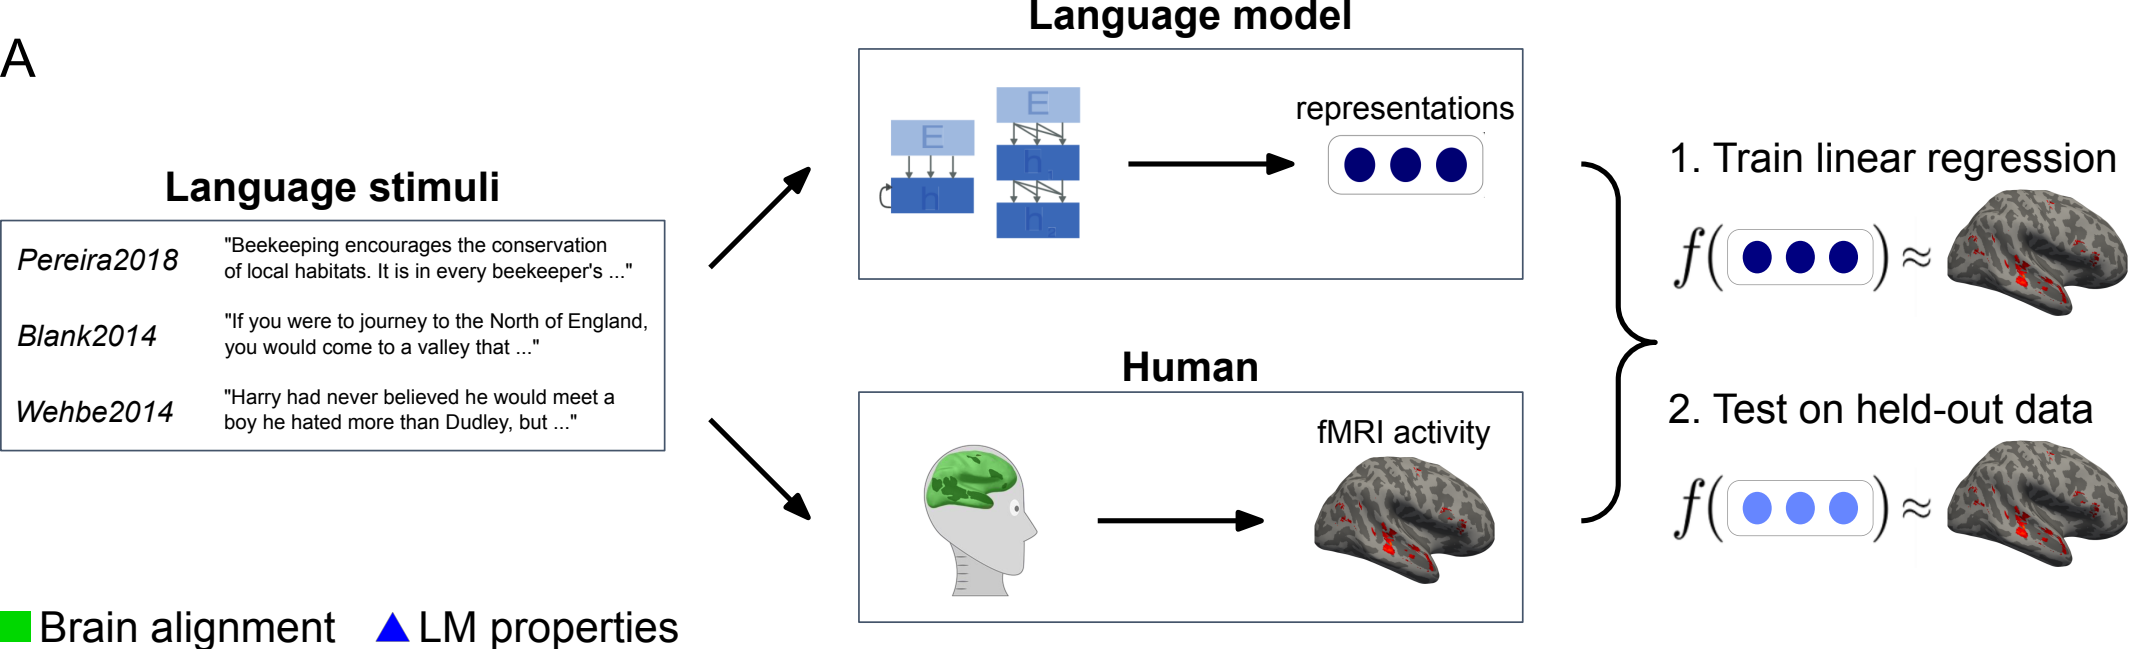 A
Language model
E
h
E
h₁
h₂
representations
Language stimuli
Pereira2018
"Beekeeping encourages the conservation
of local habitats. It is in every beekeeper's ..."
Blank2014
"If you were to journey to the North of England,
you would come to a valley that ..."
Wehbe2014
"Harry had never believed he would meet a
boy he hated more than Dudley, but ..."
Human
fMRI activity
1. Train linear regression
f( ) ≈
2. Test on held-out data
f( ) ≈
Brain alignment
LM properties